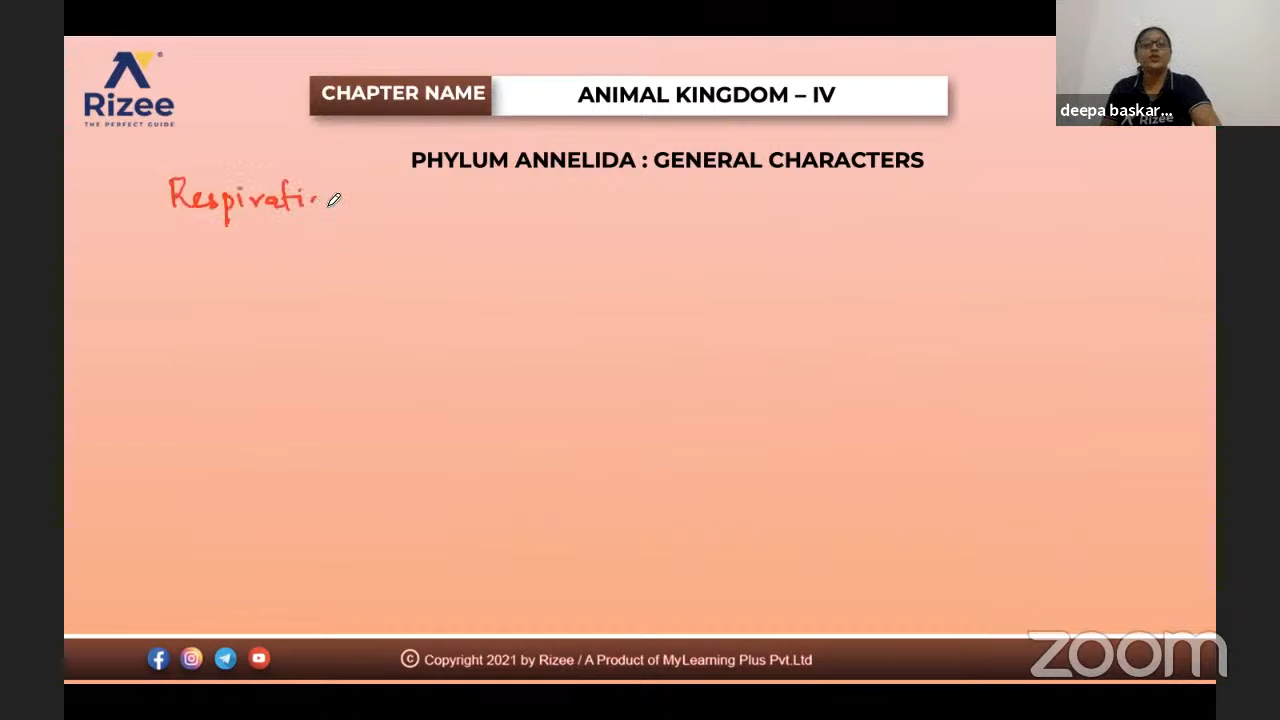 Rizee
THE PERFECT GUIDE
CHAPTER NAME
ANIMAL KINGDOM – IV
deepa baskar...
Rizee
PHYLUM ANNELIDA : GENERAL CHARACTERS
Respirati
© Copyright 2021 by Rizee / A Product of MyLearning Plus Pvt.Ltd
zoom